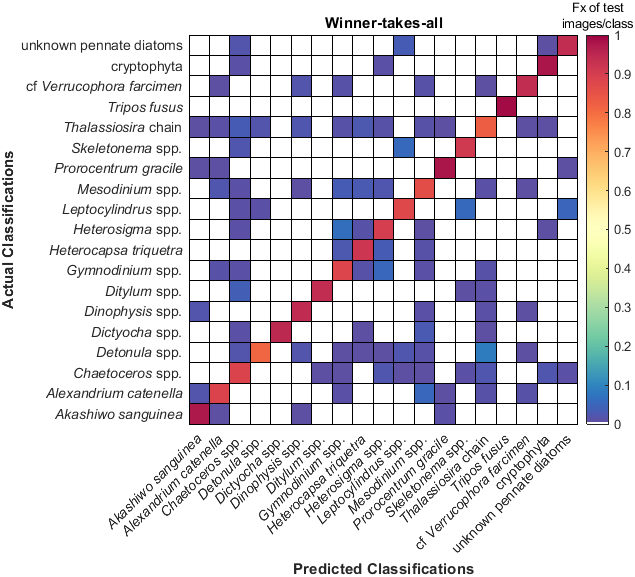 Winner-takes-all
Fx of test
images/class
unknown pennate diatoms
cryptophyta
cf Verrucophora farcimen
Tripos fusus
Thalassiosira chain
Skeletonema spp.
Prorocentrum gracile
Mesodinium spp.
Leptocylindrus spp.
Heterosigma spp.
Heterocapsa triquetra
Gymnodinium spp.
Ditylum spp.
Dinophysis spp.
Dictyocha spp.
Detonula spp.
Chaetoceros spp.
Alexandrium catenella
Akashiwo sanguinea
Actual Classifications
1
0.9
0.8
0.7
0.6
0.5
0.4
0.3
0.2
0.1
0
Akashiwo sanguinea
Alexandrium catenella
Chaetoceros spp.
Detonula spp.
Dictyocha spp.
Dinophysis spp.
Ditylum spp.
Gymnodinium spp.
Heterocapsa triquetra
Heterosigma spp.
Leptocylindrus spp.
Mesodinium spp.
Prorocentrum gracile
Skeletonema spp.
Thalassiosira chain
Tripos fusus
cf Verrucophora farcimen
cryptophyta
unknown pennate diatoms
Predicted Classifications